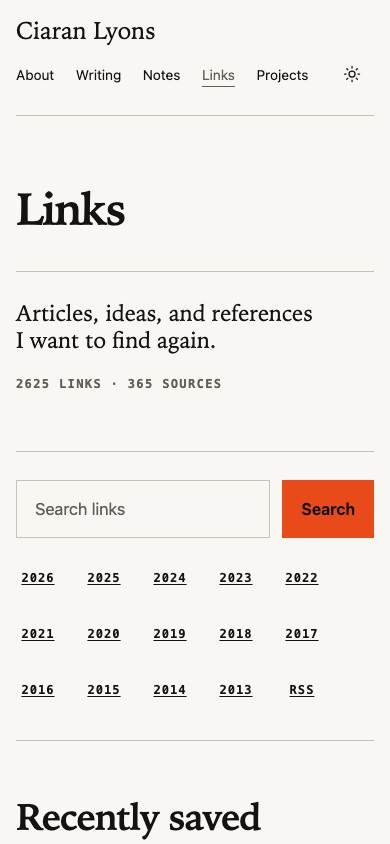 Ciaran Lyons
About Writing Notes Links Projects
Links
Articles, ideas, and references
I want to find again.
2625 LINKS · 365 SOURCES
Search links Search
2026 2025 2024 2023 2022
2021 2020 2019 2018 2017
2016 2015 2014 2013 RSS
Recently saved